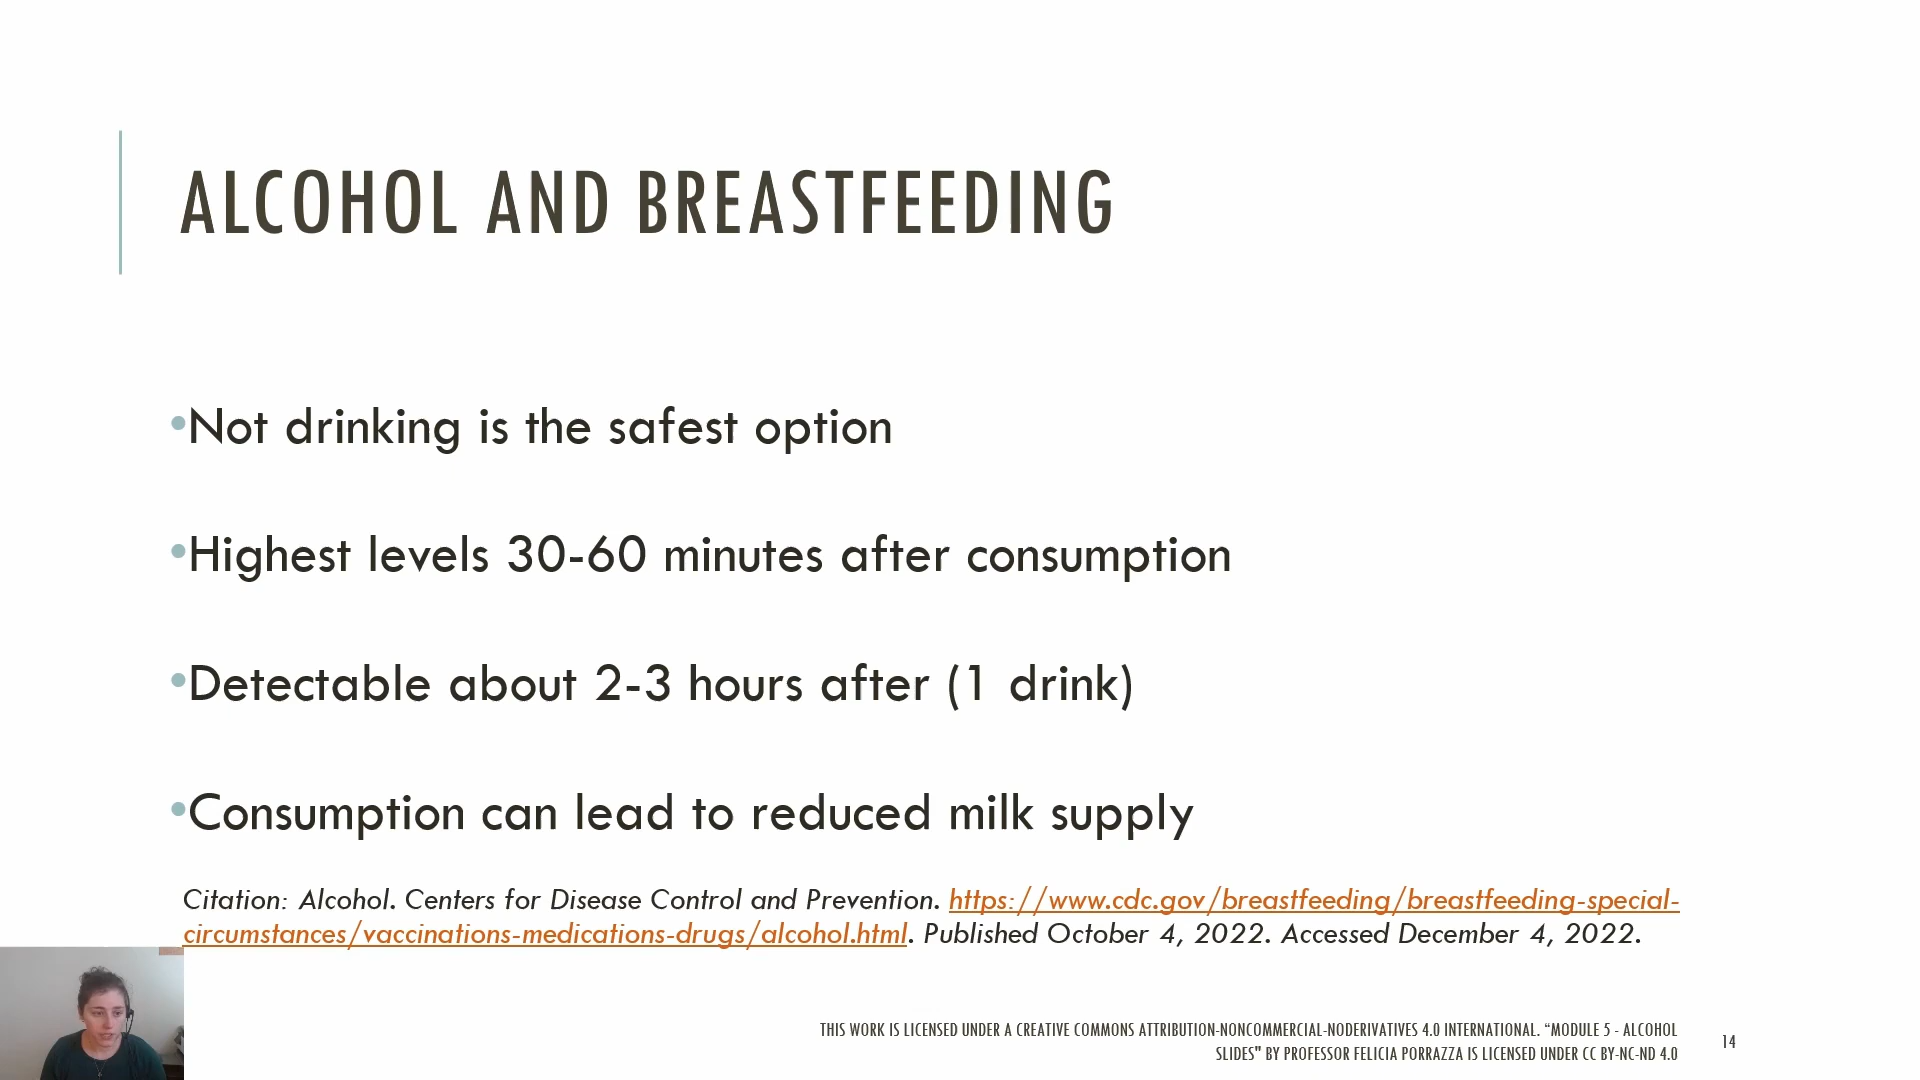 ALCOHOL AND BREASTFEEDING
•Not drinking is the safest option
•Highest levels 30-60 minutes after consumption
•Detectable about 2-3 hours after (1 drink)
•Consumption can lead to reduced milk supply
Citation: Alcohol. Centers for Disease Control and Prevention. https://www.cdc.gov/breastfeeding/breastfeeding-special-
circumstances/vaccinations-medications-drugs/alcohol.html. Published October 4, 2022. Accessed December 4, 2022.
THIS WORK IS LICENSED UNDER A CREATIVE COMMONS ATTRIBUTION-NONCOMMERCIAL-NODERIVATIVES 4.0 INTERNATIONAL. “MODULE 5 - ALCOHOL
SLIDES" BY PROFESSOR FELICIA PORRAZZA IS LICENSED UNDER CC BY-NC-ND 4.0
14